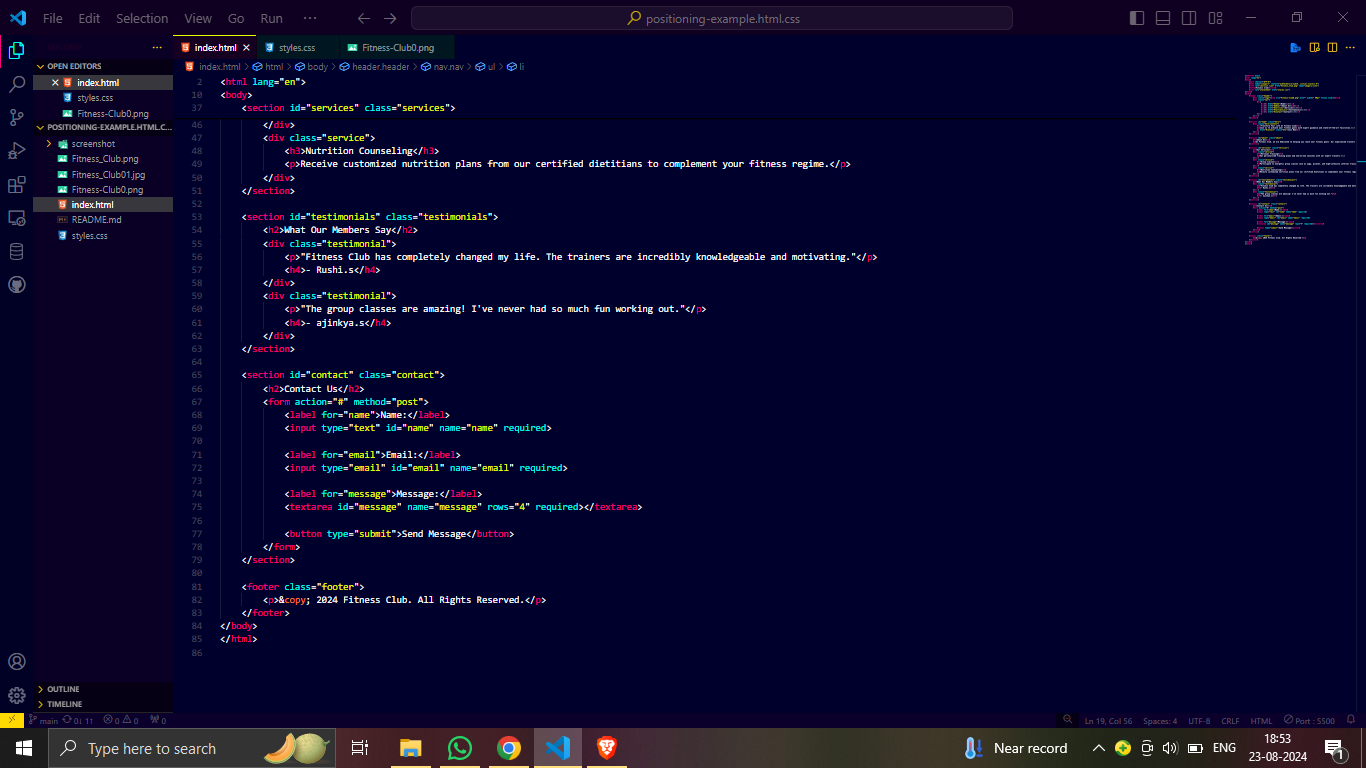 File Edit Selection View Go Run ···
positioning-example.html.css
index.html
styles.css
Fitness-Club0.png
OPEN EDITORS
index.html
styles.css
Fitness-Club0.png
POSITIONING-EXAMPLE.HTML.C...
screenshot
Fitness_Club.png
Fitness_Club01.jpg
Fitness_Club0.png
index.html
README.md
styles.css
OUTLINE
TIMELINE
index.html > html > body > header.header > nav.nav > ul > li
2 <html lang="en">
10 <body>
37 <section id="services" class="services">
46 </div>
47 <div class="service">
48 <h3>Nutrition Counseling</h3>
49 <p>Receive customized nutrition plans from our certified dietitians to complement your fitness regime.</p>
50 </div>
51 </section>
52
53 <section id="testimonials" class="testimonials">
54 <h2>What Our Members Say</h2>
55 <div class="testimonial">
56 <p>"Fitness Club has completely changed my life. The trainers are incredibly knowledgeable and motivating."</p>
57 <h4>- Rushi.s</h4>
58 </div>
59 <div class="testimonial">
60 <p>"The group classes are amazing! I've never had so much fun working out."</p>
61 <h4>- ajinkya.s</h4>
62 </div>
63 </section>
64
65 <section id="contact" class="contact">
66 <h2>Contact Us</h2>
67 <form action="#" method="post">
68 <label for="name">Name:</label>
69 <input type="text" id="name" name="name" required>
70
71 <label for="email">Email:</label>
72 <input type="email" id="email" name="email" required>
73
74 <label for="message">Message:</label>
75 <textarea id="message" name="message" rows="4" required></textarea>
76
77 <button type="submit">Send Message</button>
78 </form>
79 </section>
80
81 <footer class="footer">
82 <p>&copy; 2024 Fitness Club. All Rights Reserved.</p>
83 </footer>
84 </body>
85 </html>
86
main 0↓ 1↑ 0 0 0 Ln 19, Col 56 Spaces: 4 UTF-8 CRLF HTML Port : 5500
Type here to search
Near record
ENG
18:53
23-08-2024
1